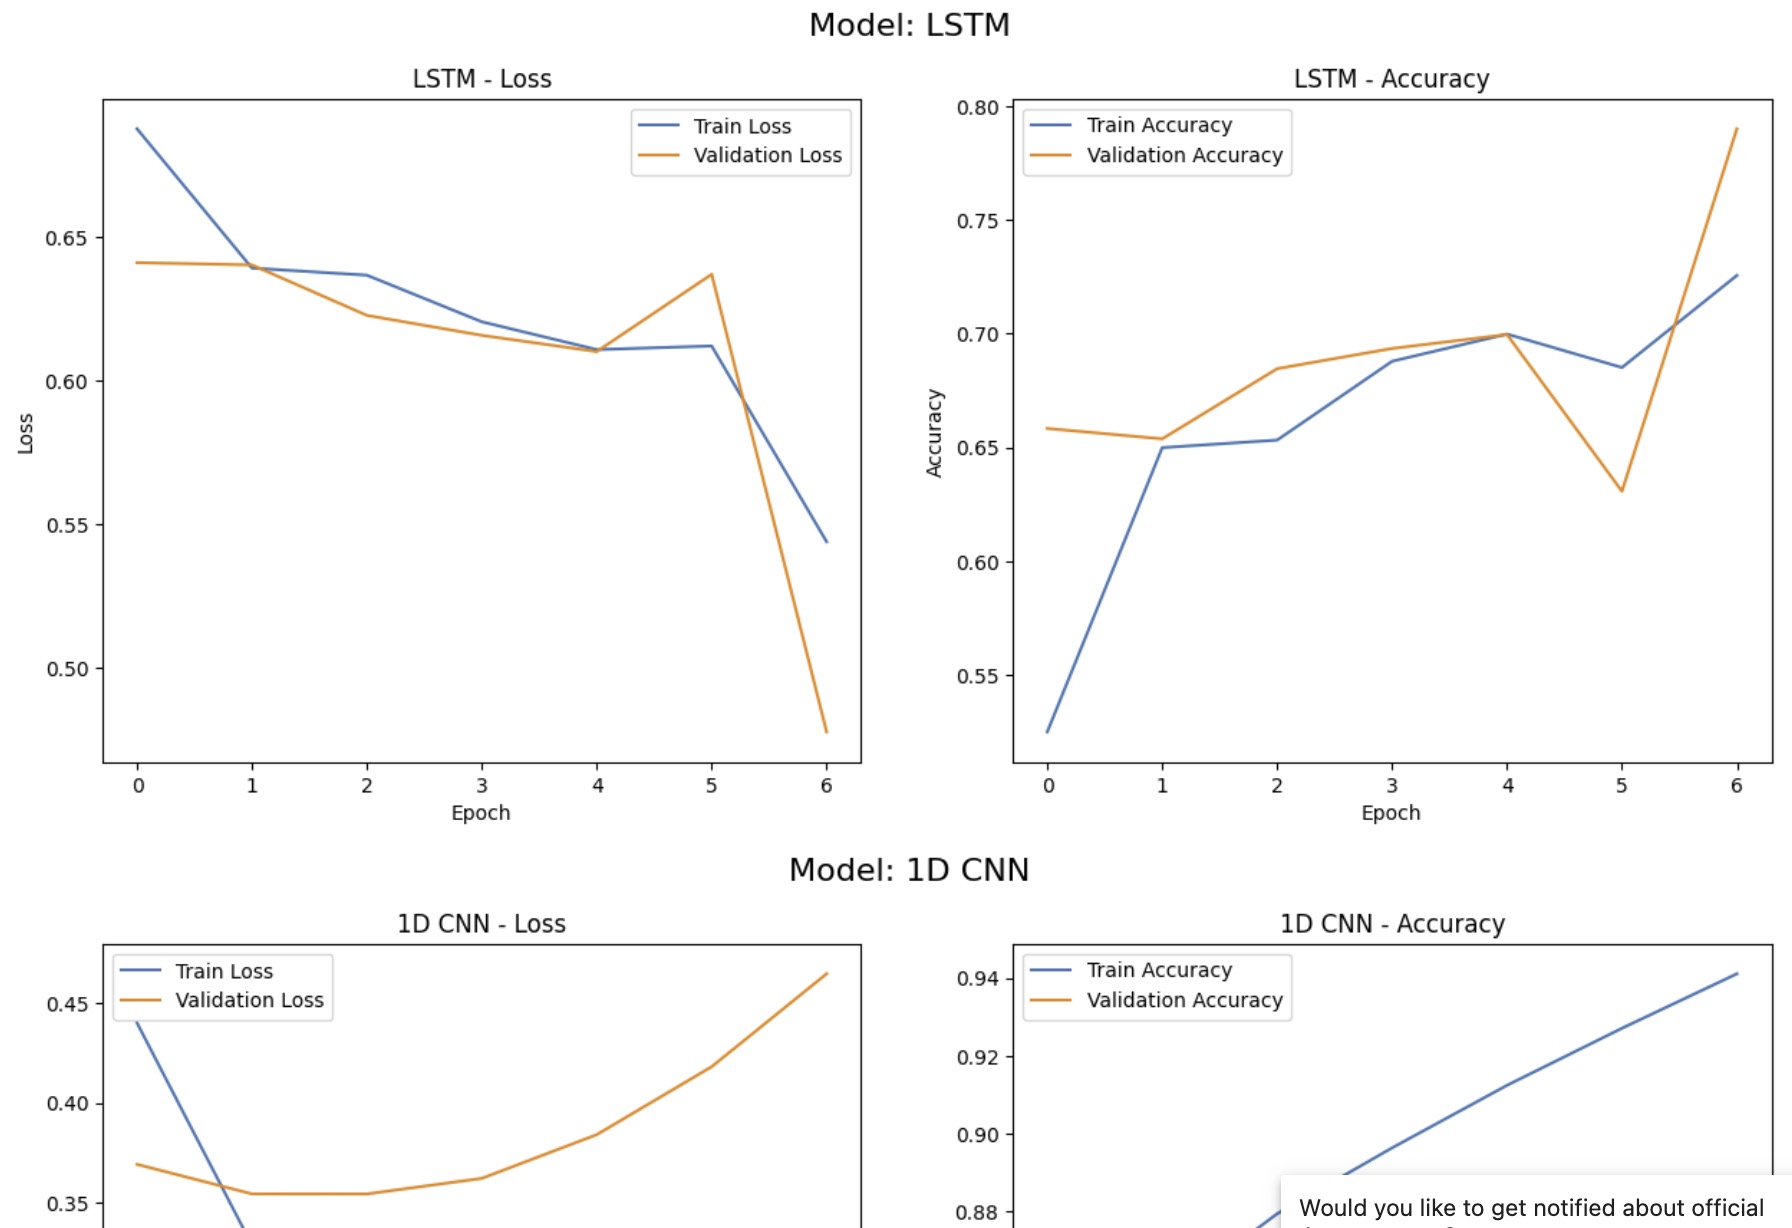 Model: LSTM
LSTM - Loss
Train Loss
Validation Loss
0.65
0.60
0.55
0.50
Loss
0 1 2 3 4 5 6
Epoch
LSTM - Accuracy
Train Accuracy
Validation Accuracy
0.80
0.75
0.70
0.65
0.60
0.55
Accuracy
0 1 2 3 4 5 6
Epoch
Model: 1D CNN
1D CNN - Loss
Train Loss
Validation Loss
0.45
0.40
0.35
1D CNN - Accuracy
Train Accuracy
Validation Accuracy
0.94
0.92
0.90
0.88
Would you like to get notified about official